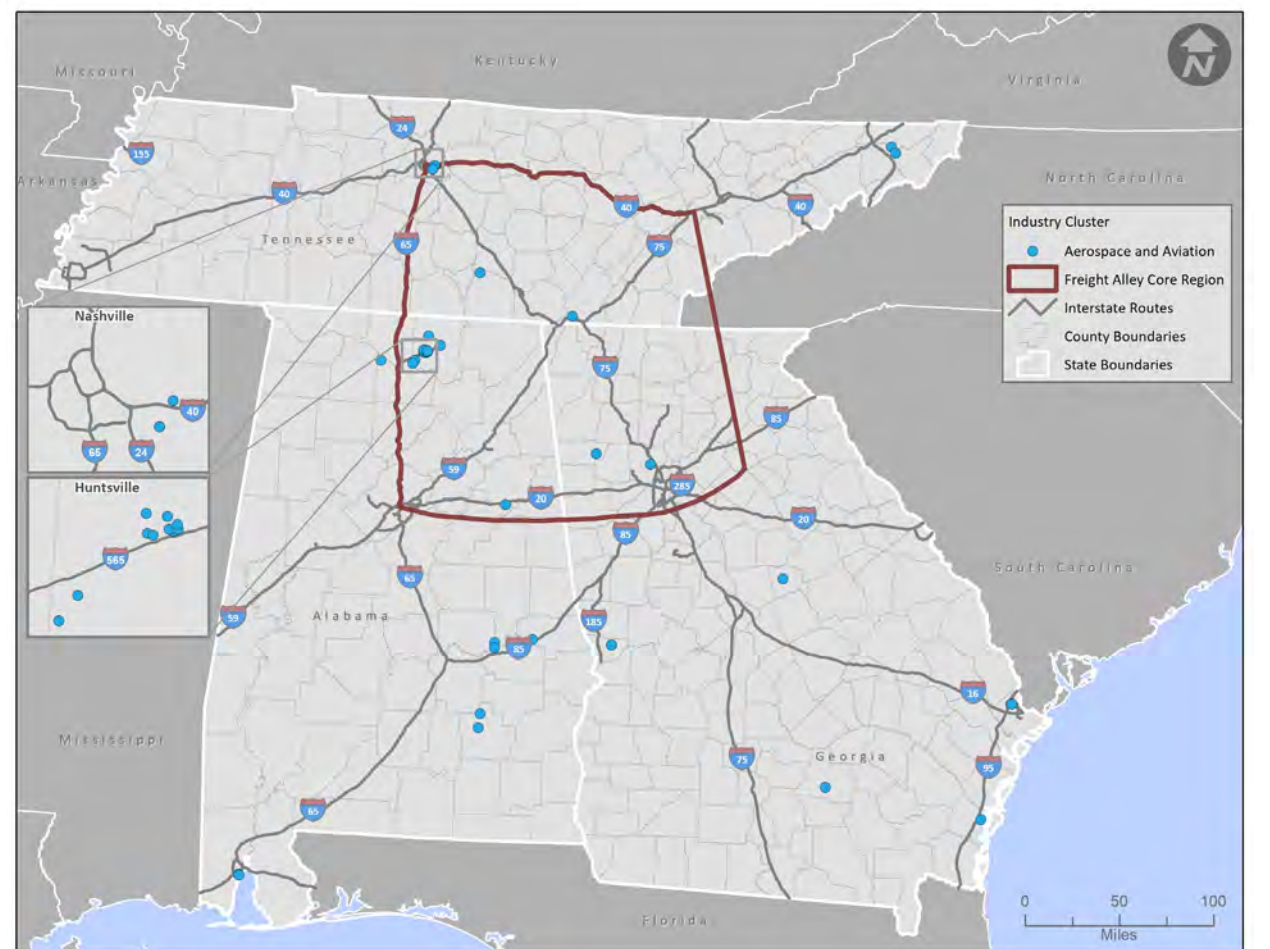 Missouri
Kentucky
Virginia
N
24
155
Arkansas
40
40
40
North Carolina
Tennessee
65
75
Industry Cluster
Aerospace and Aviation
Freight Alley Core Region
Interstate Routes
County Boundaries
State Boundaries
Nashville
40
65
24
75
85
59
20
285
Huntsville
565
20
85
65
South Carolina
59
Alabama
185
85
16
Mississippi
75
Georgia
95
65
0 50 100
Miles
Florida